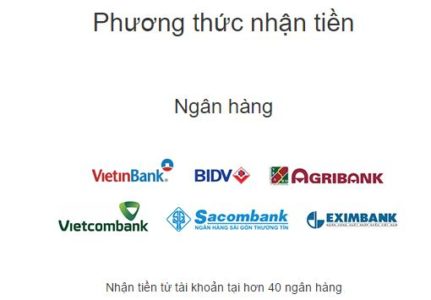 Phương thức nhận tiền
Ngân hàng
VietinBank BIDV AGRIBANK
Vietcombank Sacombank EXIMBANK
NGÂN HÀNG SÀI GÒN THƯƠNG TÍN
Nhận tiền từ tài khoản tại hơn 40 ngân hàng